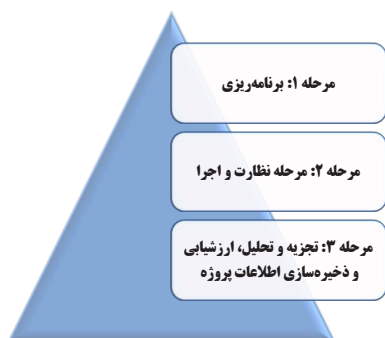 مرحله ۱: برنامه‌ریزی
مرحله ۲: مرحله نظارت و اجرا
مرحله ۳: تجزیه و تحلیل، ارزشیابی
و ذخیره‌سازی اطلاعات پروژه